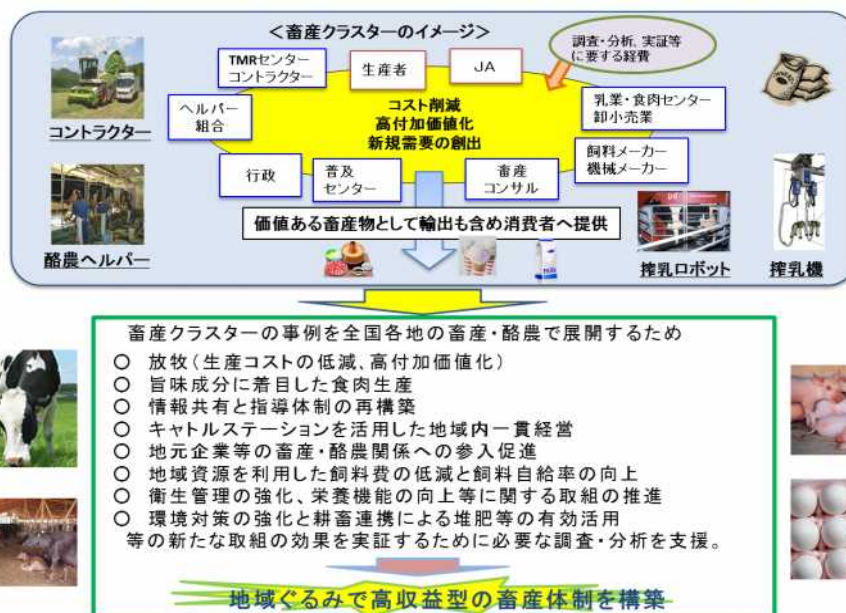 ＜畜産クラスターのイメージ＞
調査・分析、実証等
に要する経費
TMRセンター
コントラクター
生産者
JA
ヘルパー
組合
コスト削減
高付加価値化
新規需要の創出
乳業・食肉センター
卸小売業
コントラクター
行政
普及
センター
畜産
コンサル
飼料メーカー
機械メーカー
価値ある畜産物として輸出も含め消費者へ提供
酪農ヘルパー
搾乳ロボット
搾乳機
畜産クラスターの事例を全国各地の畜産・酪農で展開するため
○ 放牧（生産コストの低減、高付加価値化）
○ 旨味成分に着目した食肉生産
○ 情報共有と指導体制の再構築
○ キャトルステーションを活用した地域内一貫経営
○ 地元企業等の畜産・酪農関係への参入促進
○ 地域資源を利用した飼料費の低減と飼料自給率の向上
○ 衛生管理の強化、栄養機能の向上等に関する取組の推進
○ 環境対策の強化と耕畜連携による堆肥等の有効活用
等の新たな取組の効果を実証するために必要な調査・分析を支援。
地域ぐるみで高収益型の畜産体制を構築